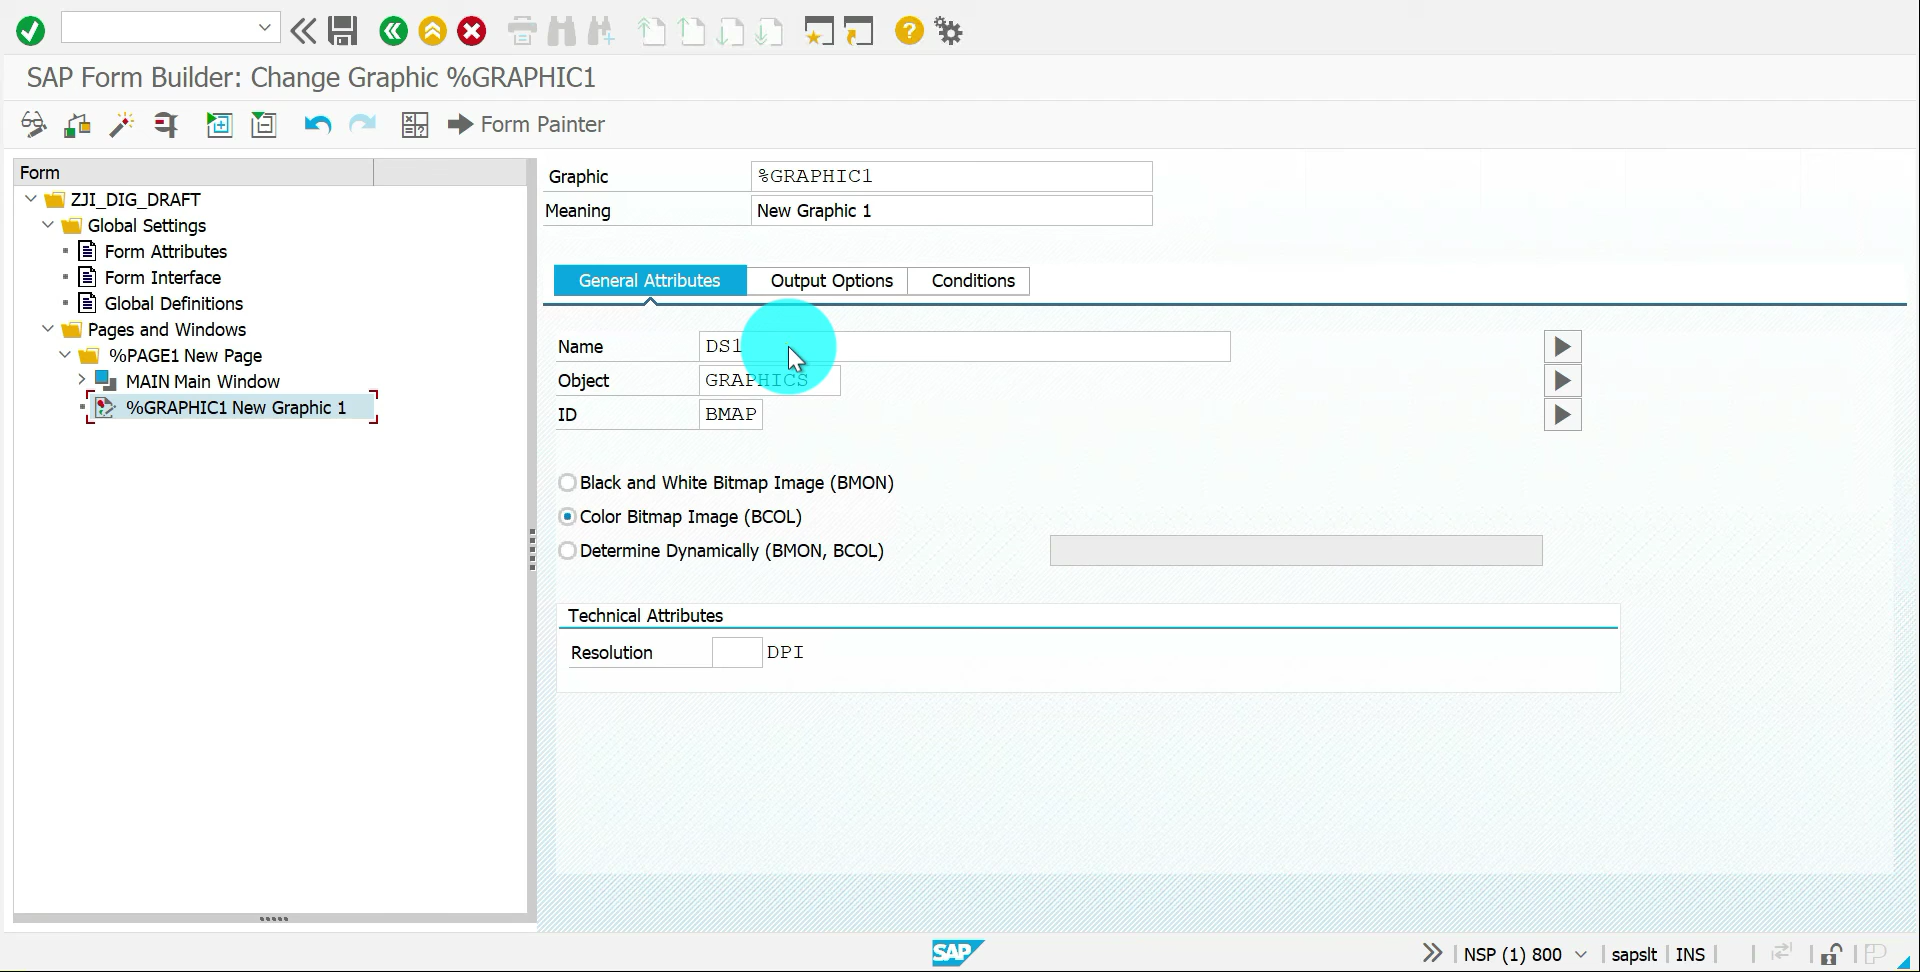 SAP Form Builder: Change Graphic %GRAPHIC1
Form Painter
Form
ZJI_DIG_DRAFT
Global Settings
Form Attributes
Form Interface
Global Definitions
Pages and Windows
%PAGE1 New Page
MAIN Main Window
%GRAPHIC1 New Graphic 1
Graphic %GRAPHIC1
Meaning New Graphic 1
General Attributes Output Options Conditions
Name DS1
Object GRAPHICS
ID BMAP
Black and White Bitmap Image (BMON)
Color Bitmap Image (BCOL)
Determine Dynamically (BMON, BCOL)
Technical Attributes
Resolution DPI
SAP NSP (1) 800 sapslt INS